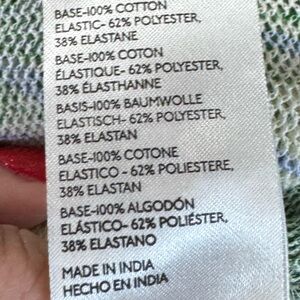 BASE-100% COTTON
ELASTIC- 62% POLYESTER,
38% ELASTANE
BASE-100% COTON
ÉLASTIQUE- 62% POLYESTER,
38% ÉLASTHANNE
BASIS-100% BAUMWOLLE
ELASTISCH- 62% POLYESTER,
38% ELASTAN
BASE-100% COTONE
ELASTICO - 62% POLIESTERE,
38% ELASTAN
BASE-100% ALGODÓN
ELÁSTICO- 62% POLIÉSTER,
38% ELASTANO
MADE IN INDIA
HECHO EN INDIA